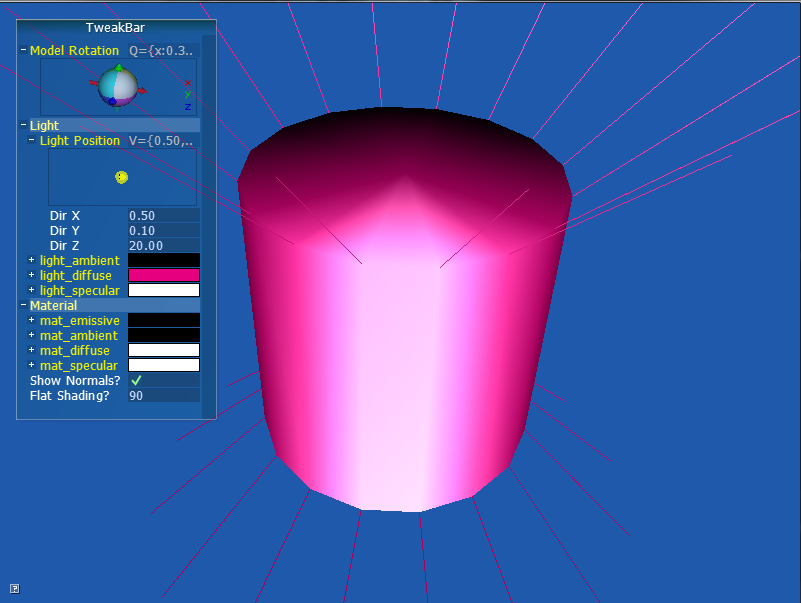 TweakBar
Model Rotation Q={x:0.3..
x
y
z
Light
Light Position V={0.50,..
Dir X 0.50
Dir Y 0.10
Dir Z 20.00
light_ambient
light_diffuse
light_specular
Material
mat_emissive
mat_ambient
mat_diffuse
mat_specular
Show Normals? ✓
Flat Shading? 90
?